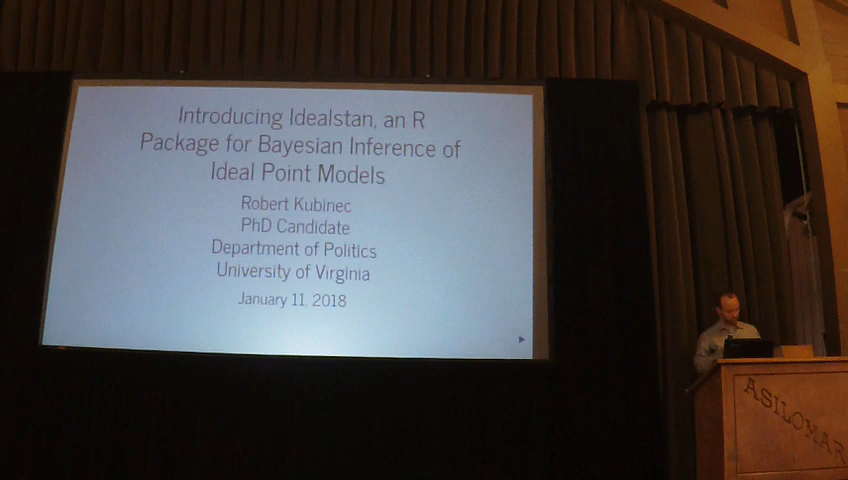 Introducing Idealstan, an R
Package for Bayesian Inference of
Ideal Point Models
Robert Kubinec
PhD Candidate
Department of Politics
University of Virginia
January 11, 2018
ASILOMAR